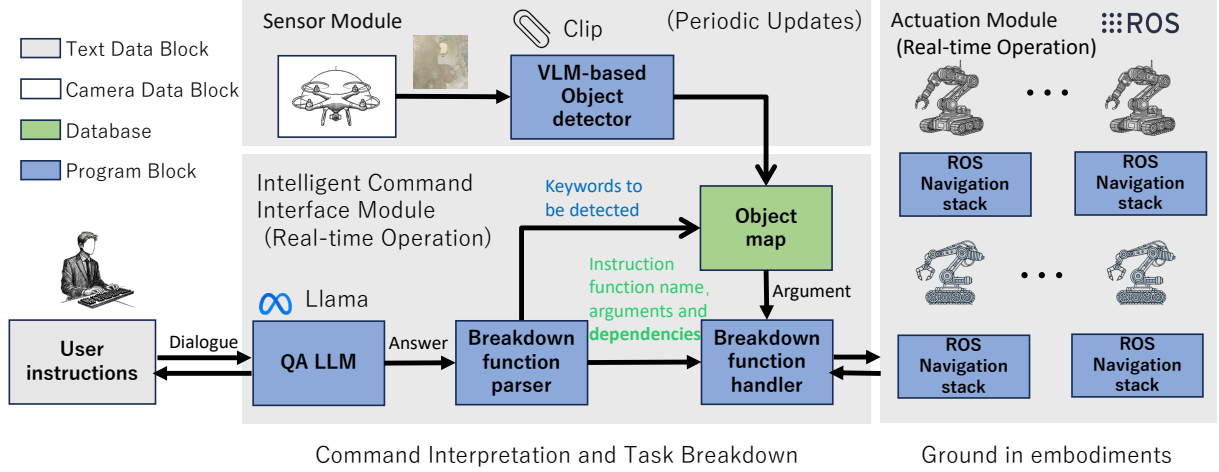 Text Data Block
Camera Data Block
Database
Program Block
Sensor Module
Clip
(Periodic Updates)
VLM-based
Object
detector
Actuation Module
(Real-time Operation)
ROS
ROS
Navigation
stack
ROS
Navigation
stack
ROS
Navigation
stack
ROS
Navigation
stack
Intelligent Command
Interface Module
(Real-time Operation)
Keywords to
be detected
Object
map
Instruction
function name,
arguments and
dependencies
Argument
Llama
User
instructions
Dialogue
QA LLM
Answer
Breakdown
function
parser
Breakdown
function
handler
Command Interpretation and Task Breakdown
Ground in embodiments